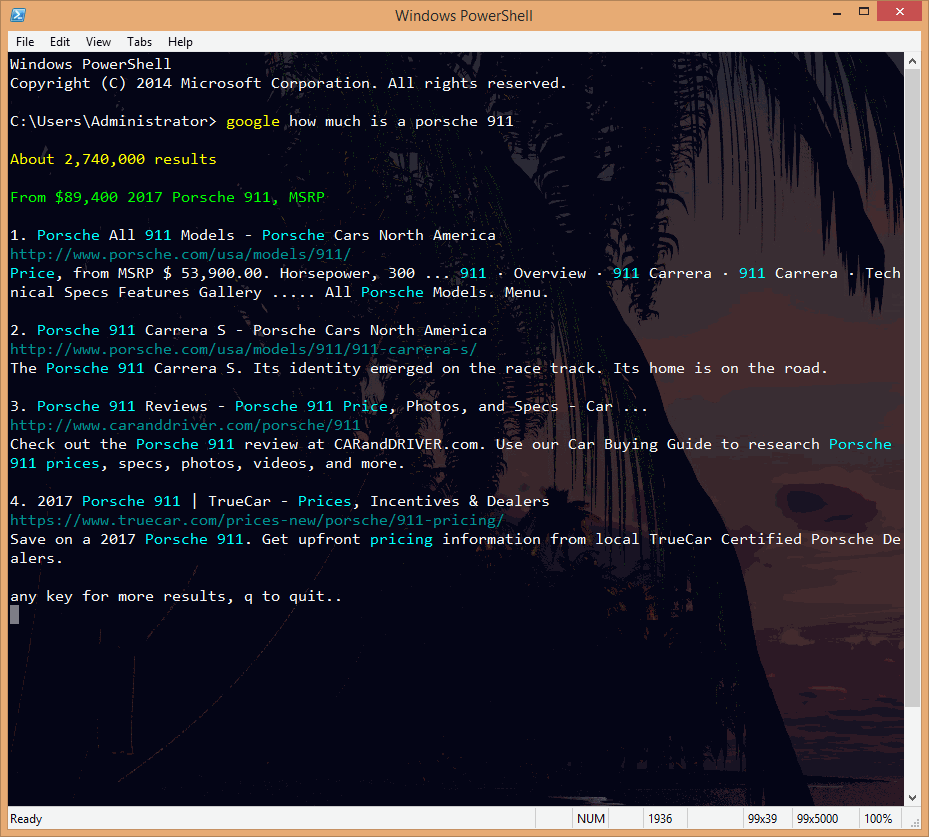 Windows PowerShell
File Edit View Tabs Help
Windows PowerShell
Copyright (C) 2014 Microsoft Corporation. All rights reserved.
C:\Users\Administrator> google how much is a porsche 911
About 2,740,000 results
From $89,400 2017 Porsche 911, MSRP
1. Porsche All 911 Models - Porsche Cars North America
http://www.porsche.com/usa/models/911/
Price, from MSRP $ 53,900.00. Horsepower, 300 ... 911 · Overview · 911 Carrera · 911 Carrera · Tech
nical Specs Features Gallery ..... All Porsche Models. Menu.
2. Porsche 911 Carrera S - Porsche Cars North America
http://www.porsche.com/usa/models/911/911-carrera-s/
The Porsche 911 Carrera S. Its identity emerged on the race track. Its home is on the road.
3. Porsche 911 Reviews - Porsche 911 Price, Photos, and Specs - Car ...
http://www.caranddriver.com/porsche/911
Check out the Porsche 911 review at CARandDRIVER.com. Use our Car Buying Guide to research Porsche
911 prices, specs, photos, videos, and more.
4. 2017 Porsche 911 | TrueCar - Prices, Incentives & Dealers
https://www.truecar.com/prices-new/porsche/911-pricing/
Save on a 2017 Porsche 911. Get upfront pricing information from local TrueCar Certified Porsche De
alers.
any key for more results, q to quit..
Ready NUM 1936 99x39 99x5000 100%